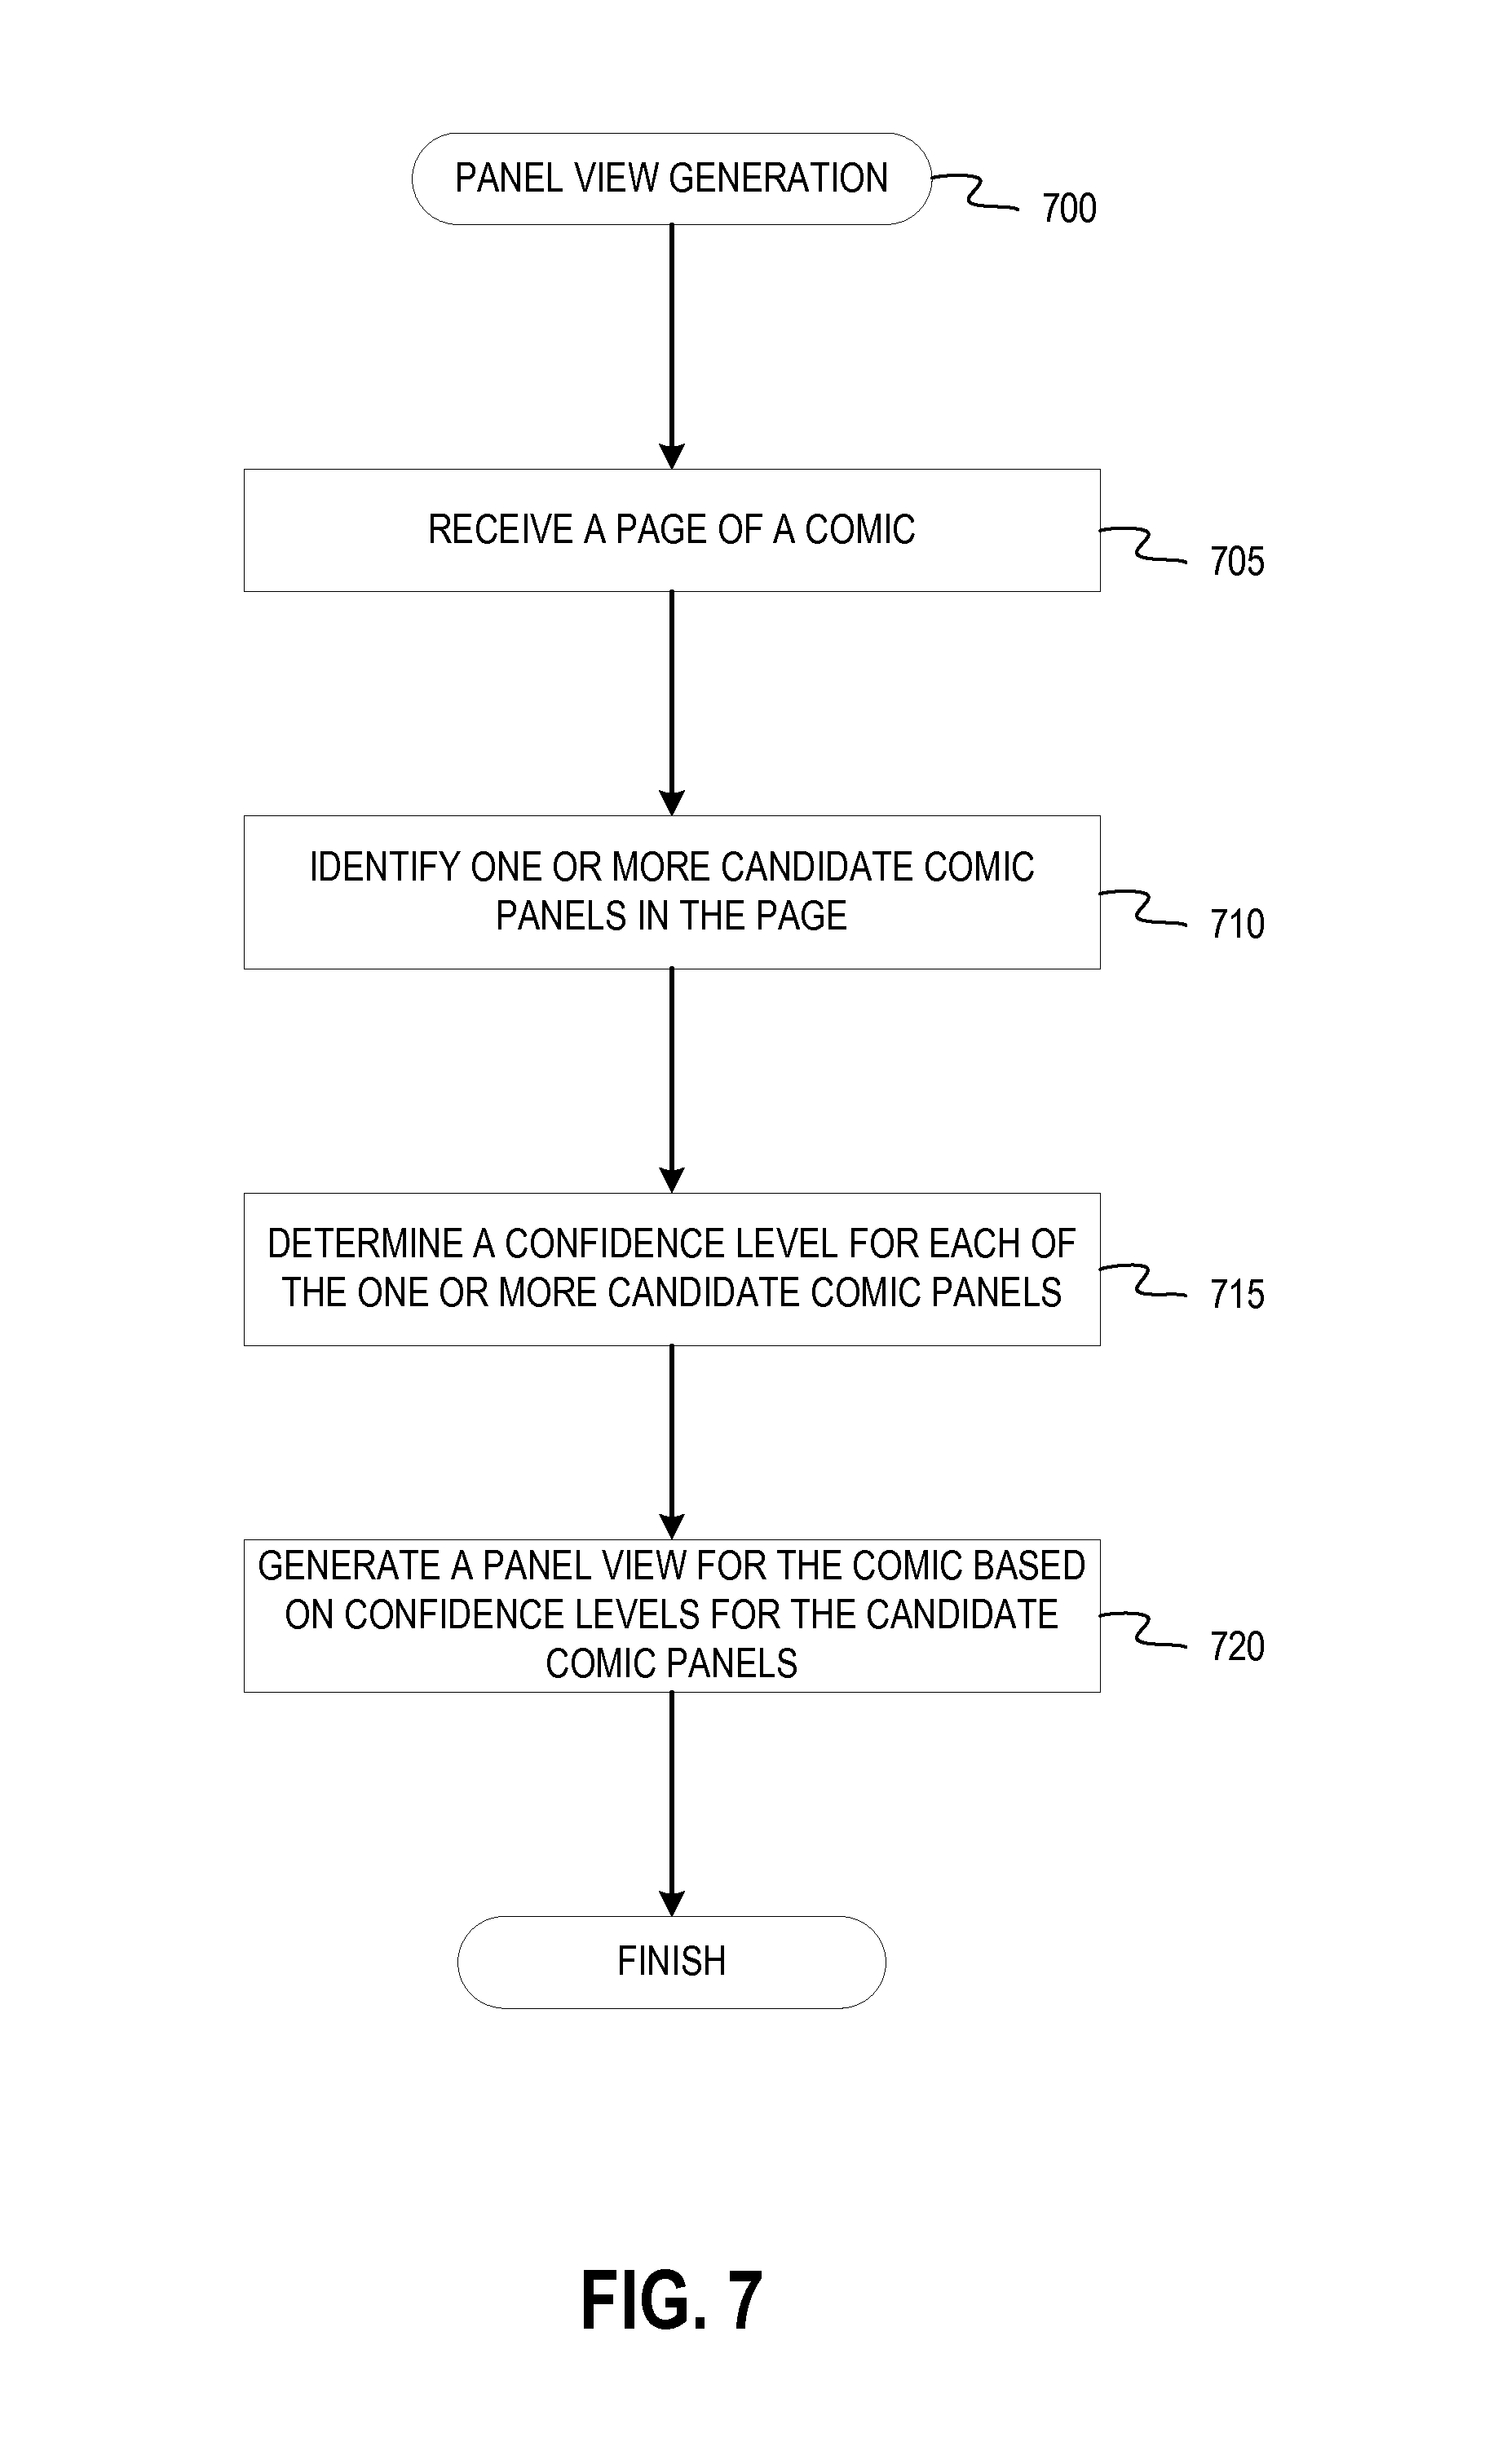 PANEL VIEW GENERATION
700
RECEIVE A PAGE OF A COMIC
705
IDENTIFY ONE OR MORE CANDIDATE COMIC
PANELS IN THE PAGE
710
DETERMINE A CONFIDENCE LEVEL FOR EACH OF
THE ONE OR MORE CANDIDATE COMIC PANELS
715
GENERATE A PANEL VIEW FOR THE COMIC BASED
ON CONFIDENCE LEVELS FOR THE CANDIDATE
COMIC PANELS
720
FINISH
FIG. 7